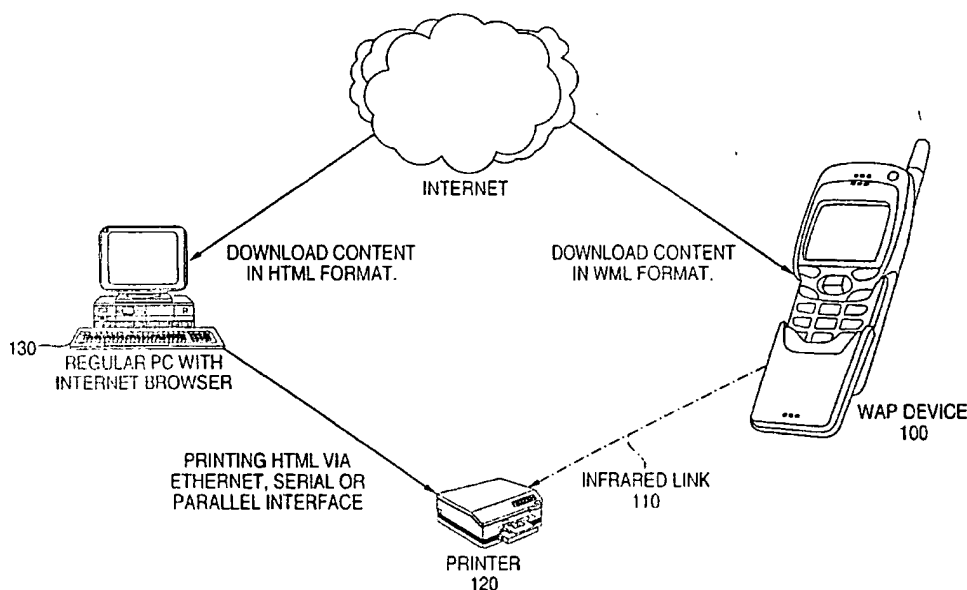 INTERNET
DOWNLOAD CONTENT
IN HTML FORMAT.
DOWNLOAD CONTENT
IN WML FORMAT.
130
REGULAR PC WITH
INTERNET BROWSER
WAP DEVICE
100
PRINTING HTML VIA
ETHERNET, SERIAL OR
PARALLEL INTERFACE
INFRARED LINK
110
PRINTER
120